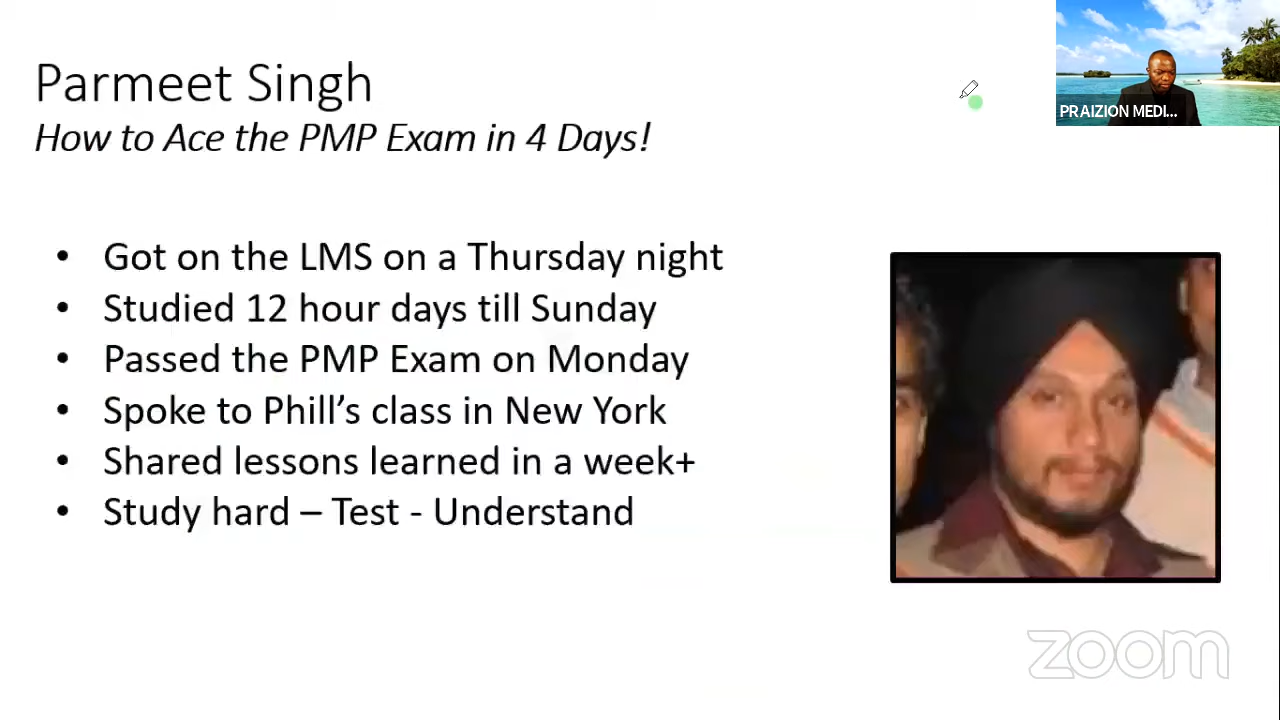 Parmeet Singh
How to Ace the PMP Exam in 4 Days!
PRAIZION MEDI...
• Got on the LMS on a Thursday night
• Studied 12 hour days till Sunday
• Passed the PMP Exam on Monday
• Spoke to Phill’s class in New York
• Shared lessons learned in a week+
• Study hard – Test - Understand
zoom